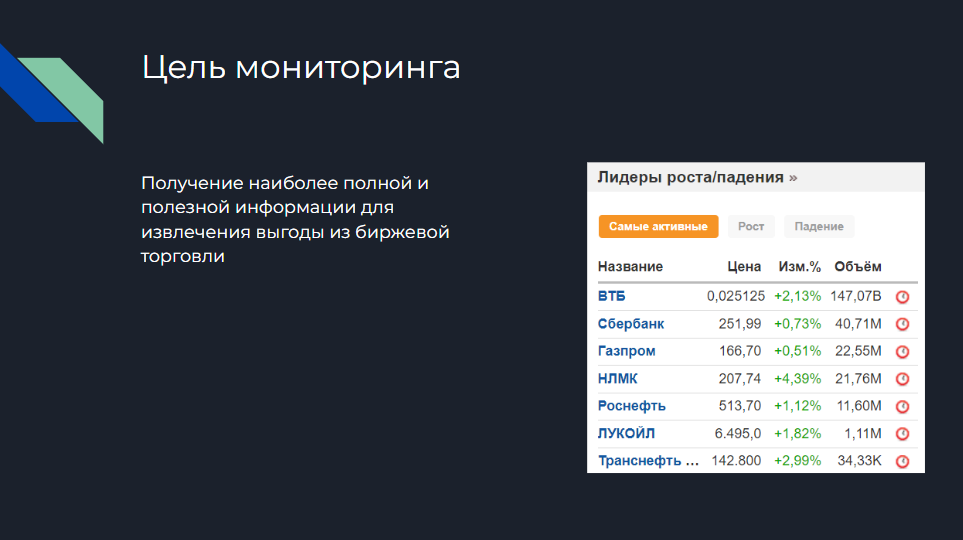 Цель мониторинга
Получение наиболее полной и
полезной информации для
извлечения выгоды из биржевой
торговли
Лидеры роста/падения »
Самые активные Рост Падение
Название Цена Изм.% Объём
ВТБ 0,025125 +2,13% 147,07B
Сбербанк 251,99 +0,73% 40,71M
Газпром 166,70 +0,51% 22,55M
НЛМК 207,74 +4,39% 21,76M
Роснефть 513,70 +1,12% 11,60M
ЛУКОЙЛ 6.495,0 +1,82% 1,11M
Транснефть ... 142.800 +2,99% 34,33K